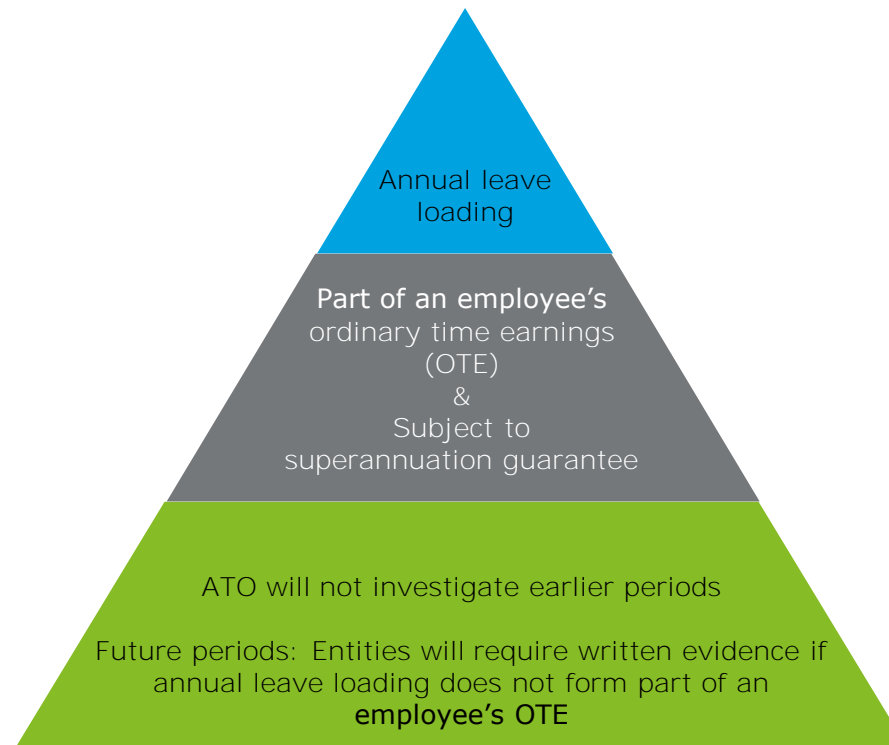 Annual leave
loading
Part of an employee’s
ordinary time earnings
(OTE)
&
Subject to
superannuation guarantee
ATO will not investigate earlier periods
Future periods: Entities will require written evidence if
annual leave loading does not form part of an
employee’s OTE